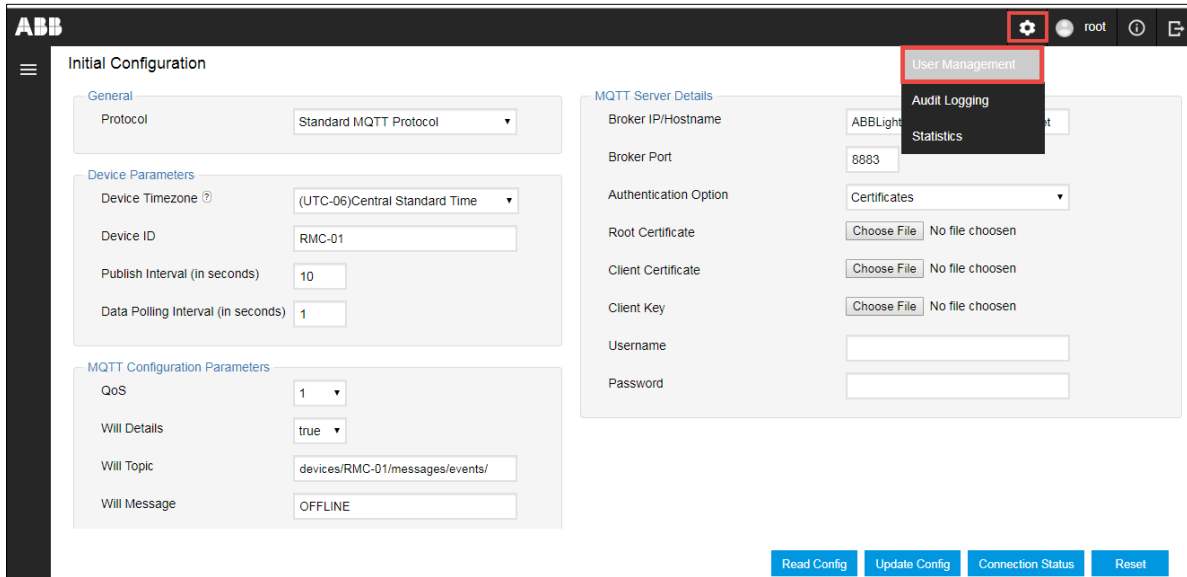 ABB
root
Initial Configuration
User Management
Audit Logging
Statistics
General
Protocol
Standard MQTT Protocol
Device Parameters
Device Timezone ?
(UTC-06)Central Standard Time
Device ID
RMC-01
Publish Interval (in seconds)
10
Data Polling Interval (in seconds)
1
MQTT Configuration Parameters
QoS
1
Will Details
true
Will Topic
devices/RMC-01/messages/events/
Will Message
OFFLINE
MQTT Server Details
Broker IP/Hostname
ABBLight
et
Broker Port
8883
Authentication Option
Certificates
Root Certificate
Choose File No file choosen
Client Certificate
Choose File No file choosen
Client Key
Choose File No file choosen
Username
Password
Read Config
Update Config
Connection Status
Reset